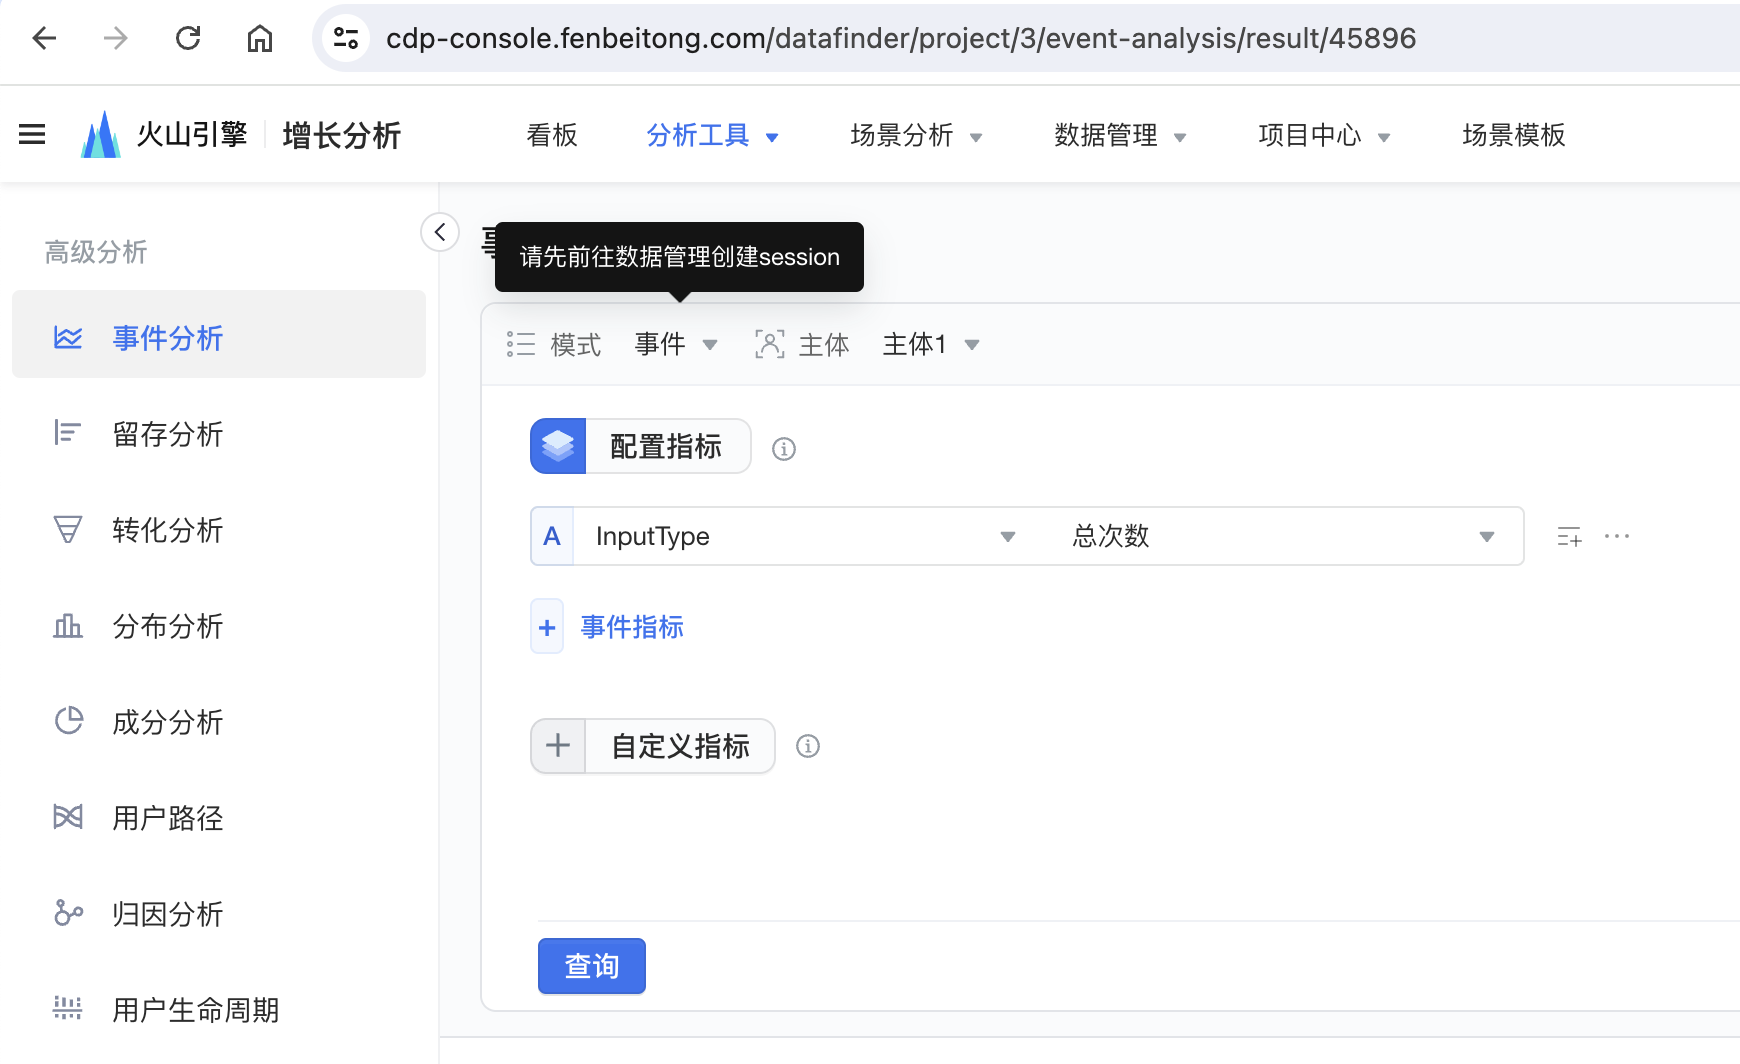 cdp-console.fenbeitong.com/datafinder/project/3/event-analysis/result/45896
火山引擎
增长分析
看板
分析工具
场景分析
数据管理
项目中心
场景模板
高级分析
事件分析
留存分析
转化分析
分布分析
成分分析
用户路径
归因分析
用户生命周期
请先前往数据管理创建session
模式
事件
主体
主体1
配置指标
A
InputType
总次数
+ 事件指标
自定义指标
查询